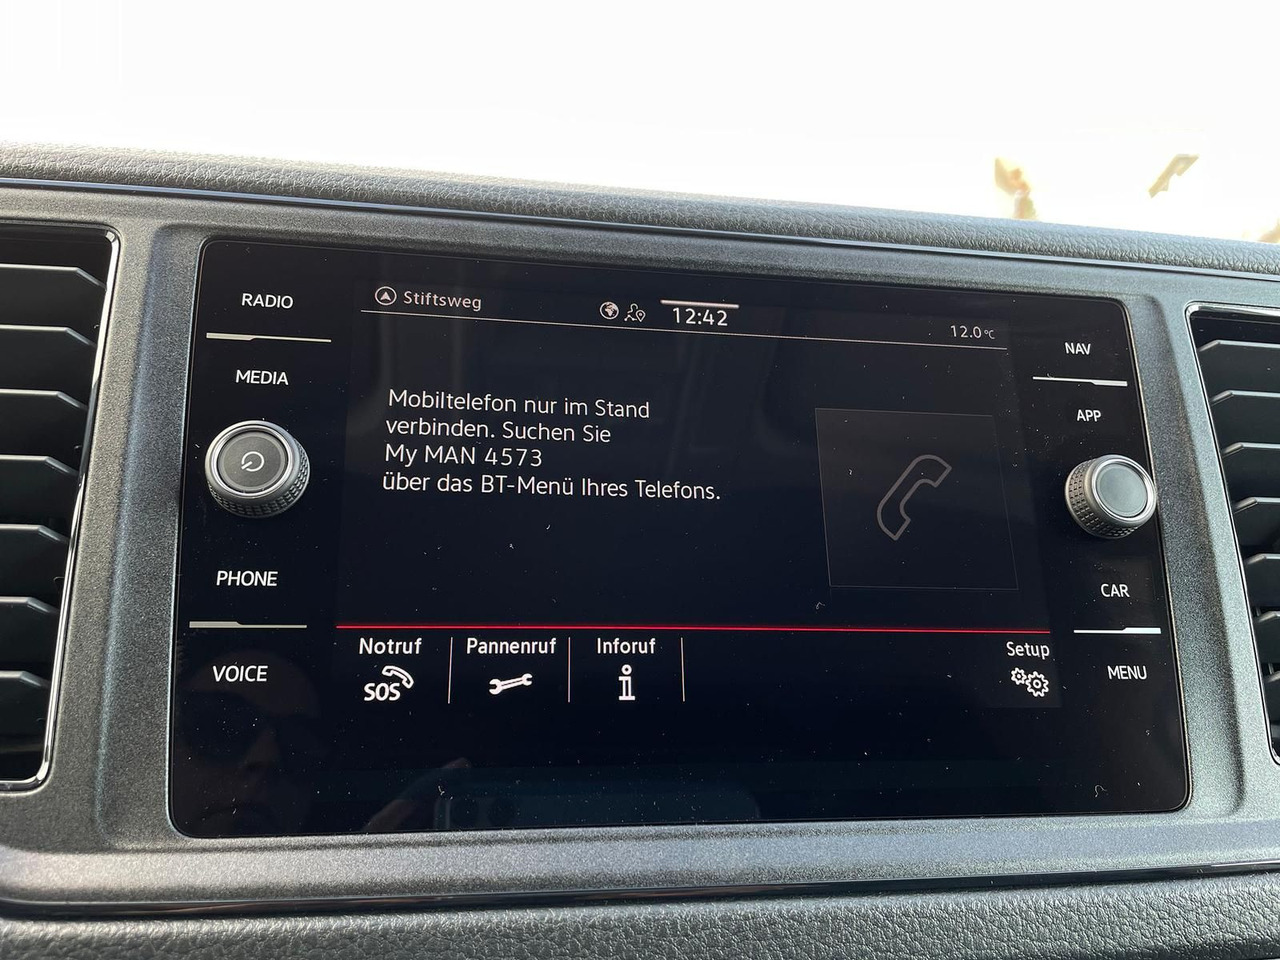 RADIO
MEDIA
PHONE
VOICE
Stiftsweg
12:42
12.0°C
Mobiltelefon nur im Stand
verbinden. Suchen Sie
My MAN 4573
über das BT-Menü Ihres Telefons.
Notruf
SOS
Pannenruf
Inforuf
i
Setup
NAV
APP
CAR
MENU